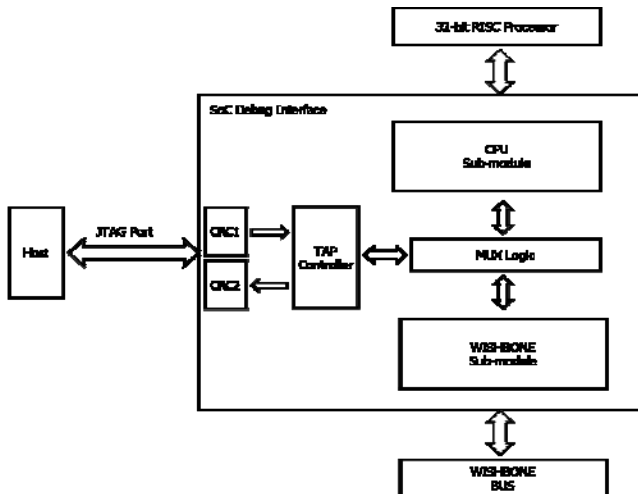 32-bit RISC Processor
SoC Debug Interface
CPU
Sub-module
JTAG Port
Host
CRC1
CRC2
TAP
Controller
MUX Logic
WISHBONE
Sub-module
WISHBONE
BUS